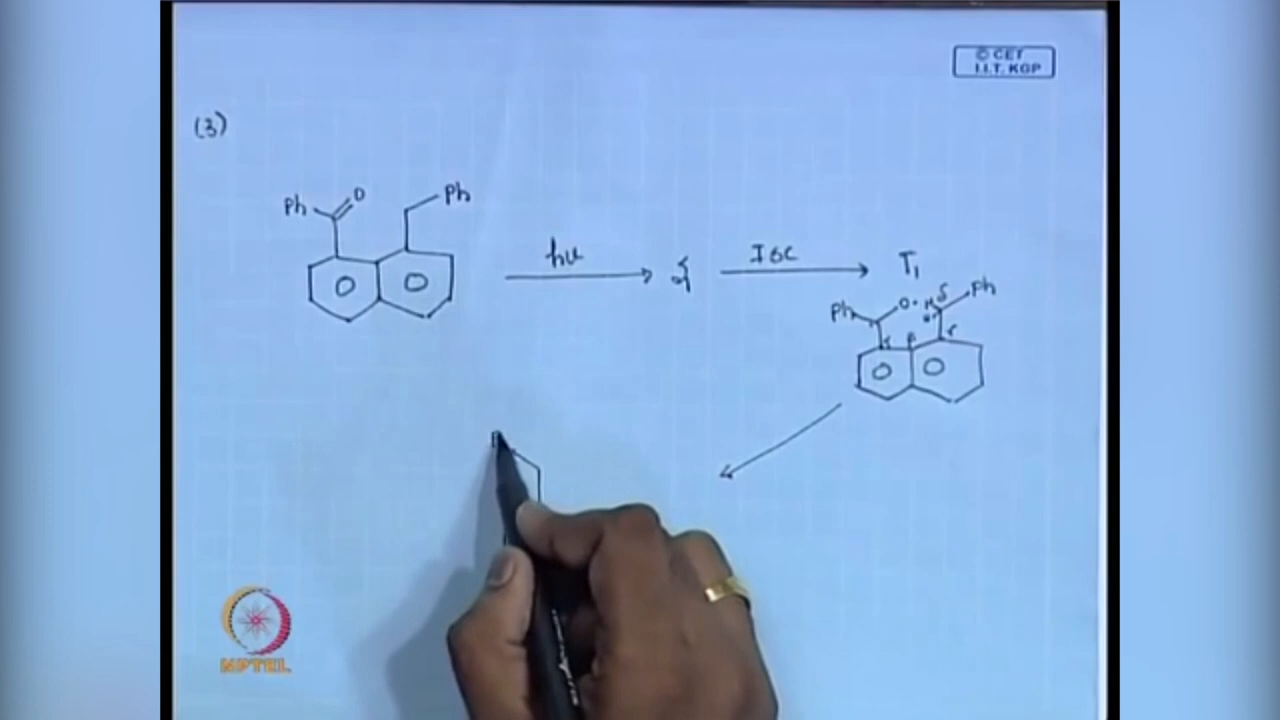 © CET
I.I.T. KGP
(3)
Ph O Ph
hν ISC T₁
Ph O· H δ Ph
H β γ
NPTEL